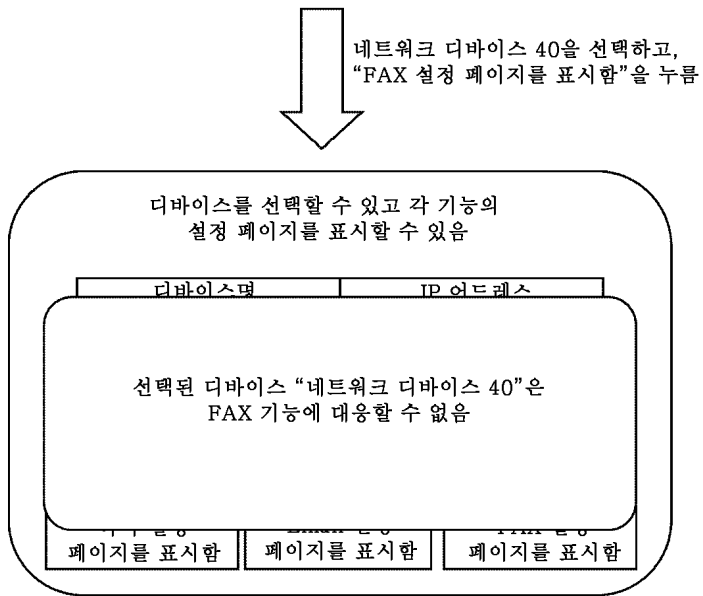 네트워크 디바이스 40을 선택하고,
“FAX 설정 페이지를 표시함”을 누름
디바이스를 선택할 수 있고 각 기능의
설정 페이지를 표시할 수 있음
디바이스명
IP 어드레스
선택된 디바이스 “네트워크 디바이스 40”은
FAX 기능에 대응할 수 없음
페이지를 표시함
페이지를 표시함
페이지를 표시함